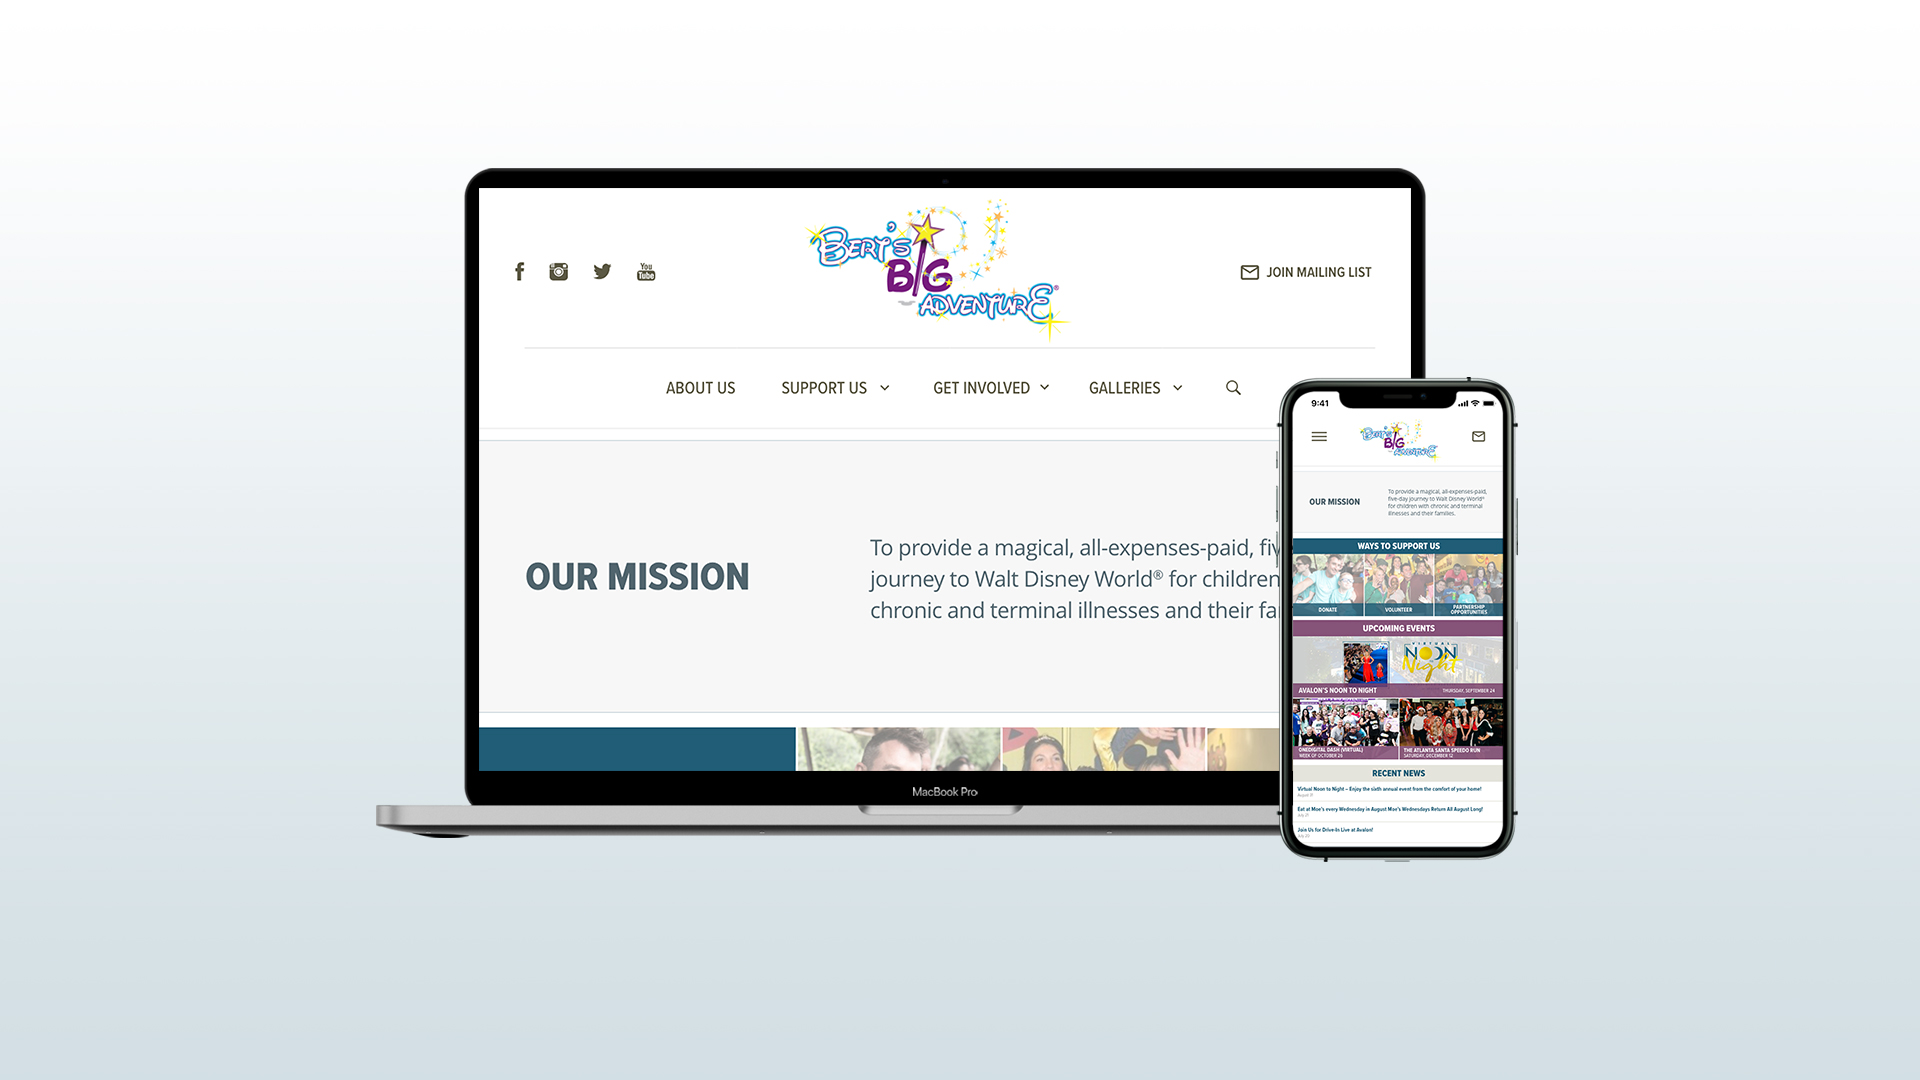 BERT'S
BIG
ADVENTURE®
You
Tube
JOIN MAILING LIST
ABOUT US
SUPPORT US
GET INVOLVED
GALLERIES
OUR MISSION
To provide a magical, all-expenses-paid, fi
journey to Walt Disney World® for children
chronic and terminal illnesses and their fa
MacBook Pro
9:41
BERT'S
BIG
ADVENTURE
OUR MISSION
To provide a magical, all-expenses-paid,
five-day journey to Walt Disney World®
for children with chronic and terminal
illnesses and their families.
WAYS TO SUPPORT US
DONATE
VOLUNTEER
PARTNERSHIP
OPPORTUNITIES
UPCOMING EVENTS
VIRTUAL
NOON
Night
AVALON'S NOON TO NIGHT
THURSDAY, SEPTEMBER 24
ONEDIGITAL DASH (VIRTUAL)
WEEK OF OCTOBER 26
THE ATLANTA SANTA SPEEDO RUN
SATURDAY, DECEMBER 12
RECENT NEWS
Virtual Noon to Night – Enjoy the sixth annual event from the comfort of your home!
Eat at Moe's every Wednesday in August Moe's Wednesdays Return All August Long!
Join Us for Drive-In Live at Avalon!